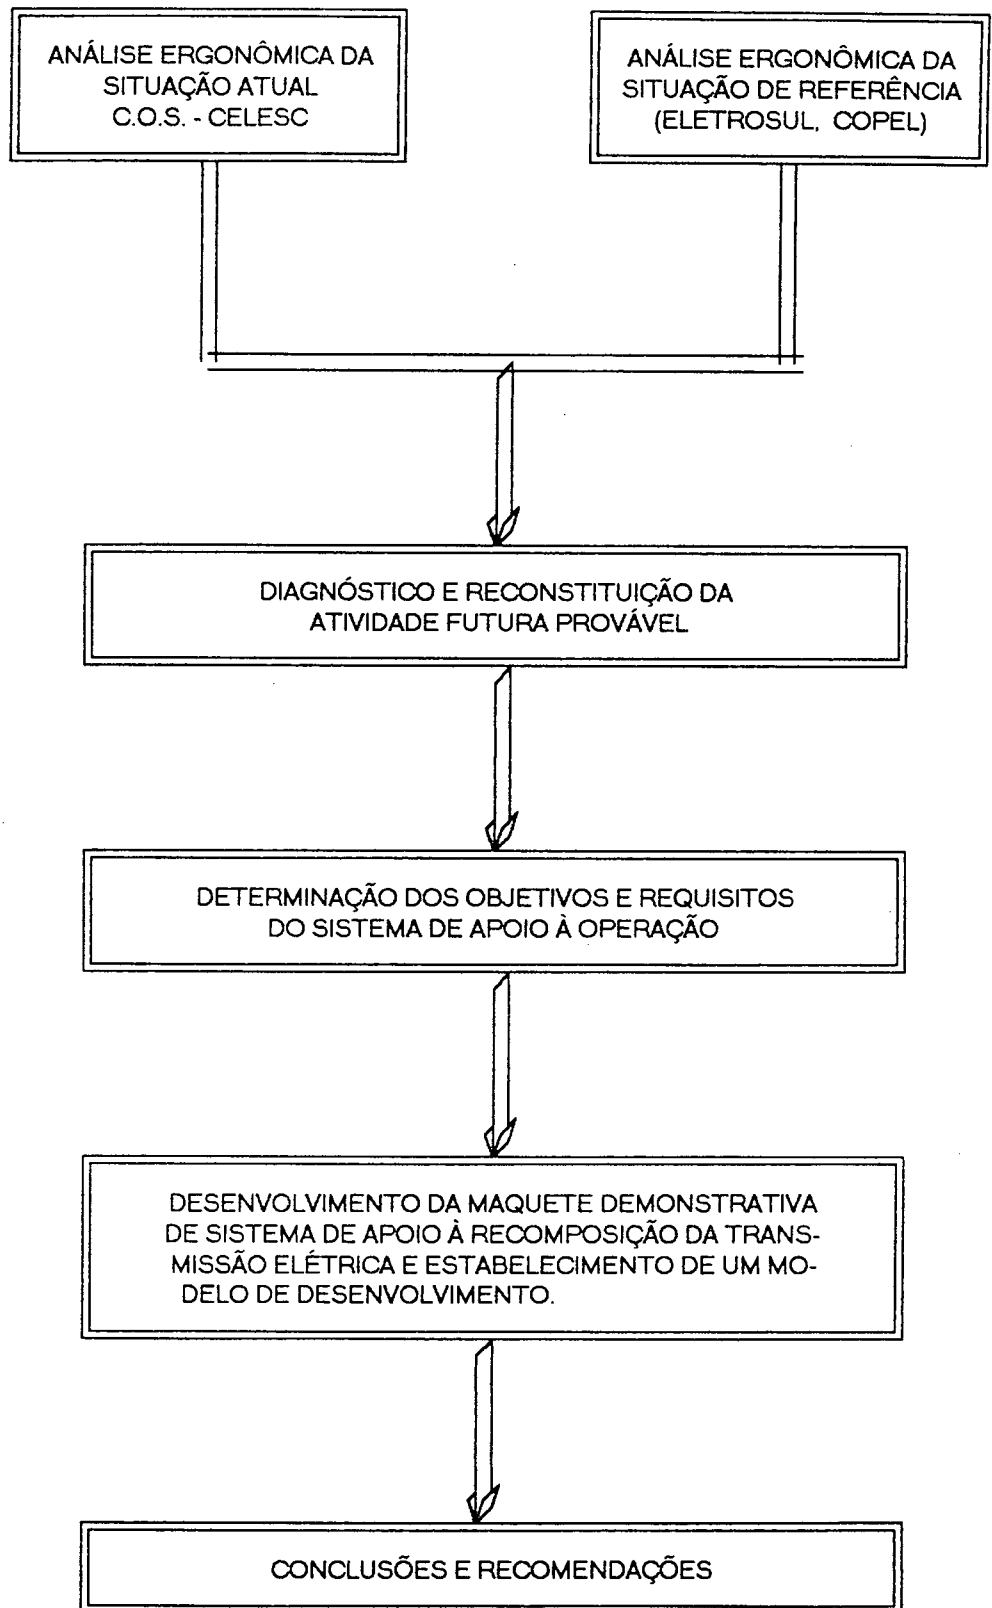 ANÁLISE ERGONÔMICA DA
SITUAÇÃO ATUAL
C.O.S. - CELESC
ANÁLISE ERGONÔMICA DA
SITUAÇÃO DE REFERÊNCIA
(ELETROSUL, COPEL)
DIAGNÓSTICO E RECONSTITUIÇÃO DA
ATIVIDADE FUTURA PROVÁVEL
DETERMINAÇÃO DOS OBJETIVOS E REQUISITOS
DO SISTEMA DE APOIO À OPERAÇÃO
DESENVOLVIMENTO DA MAQUETE DEMONSTRATIVA
DE SISTEMA DE APOIO À RECOMPOSIÇÃO DA TRANS-
MISSÃO ELÉTRICA E ESTABELECIMENTO DE UM MO-
DELO DE DESENVOLVIMENTO.
CONCLUSÕES E RECOMENDAÇÕES